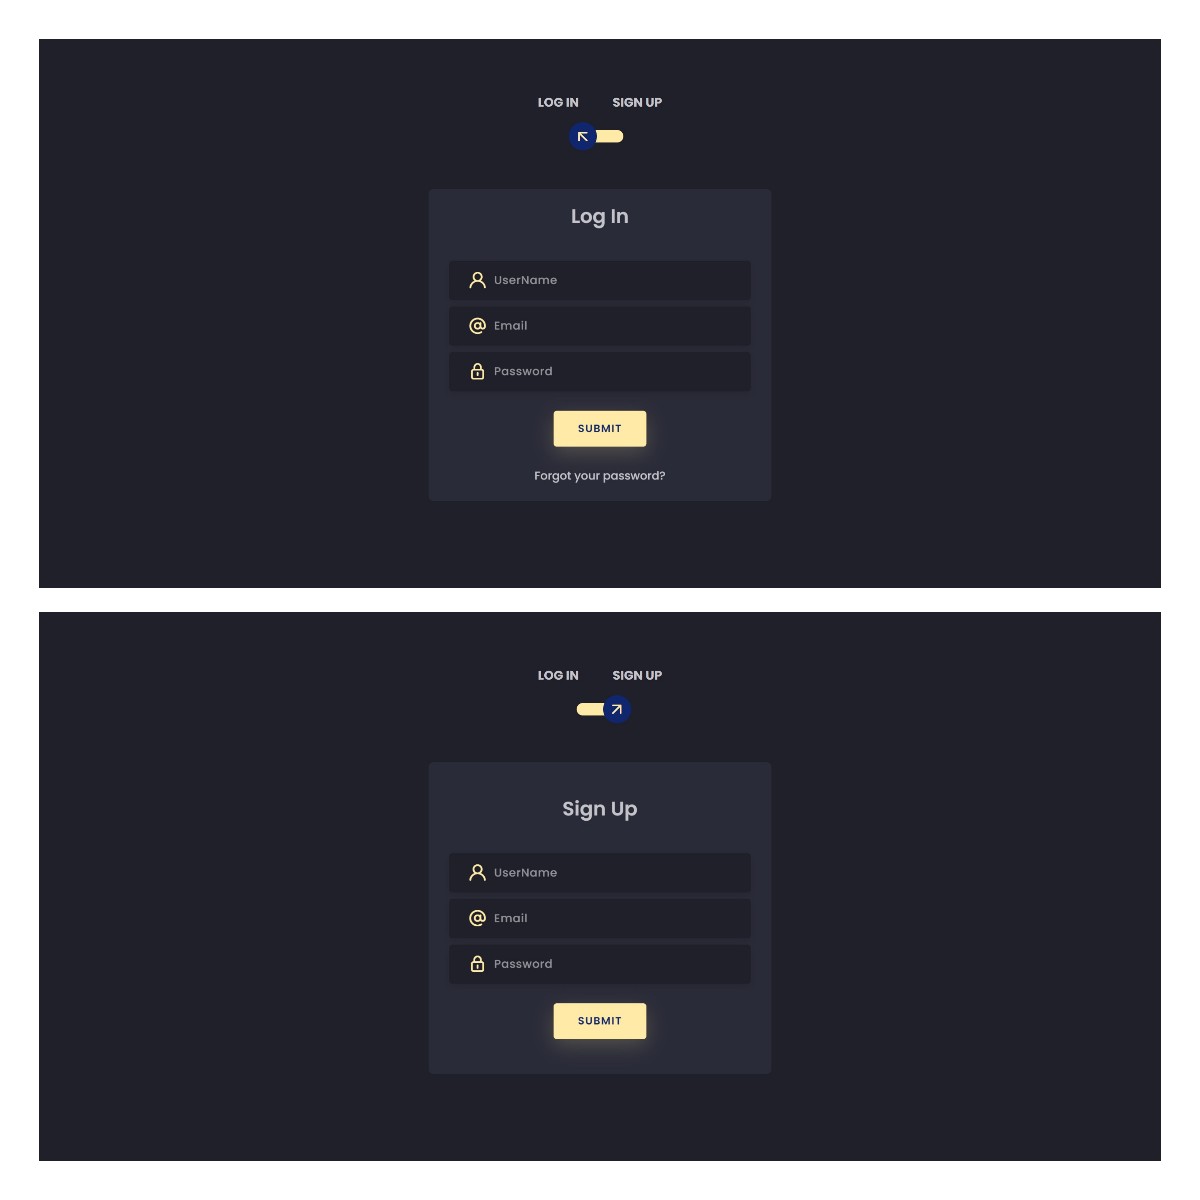 LOG IN SIGN UP
Log In
UserName
Email
Password
SUBMIT
Forgot your password?
LOG IN SIGN UP
Sign Up
UserName
Email
Password
SUBMIT